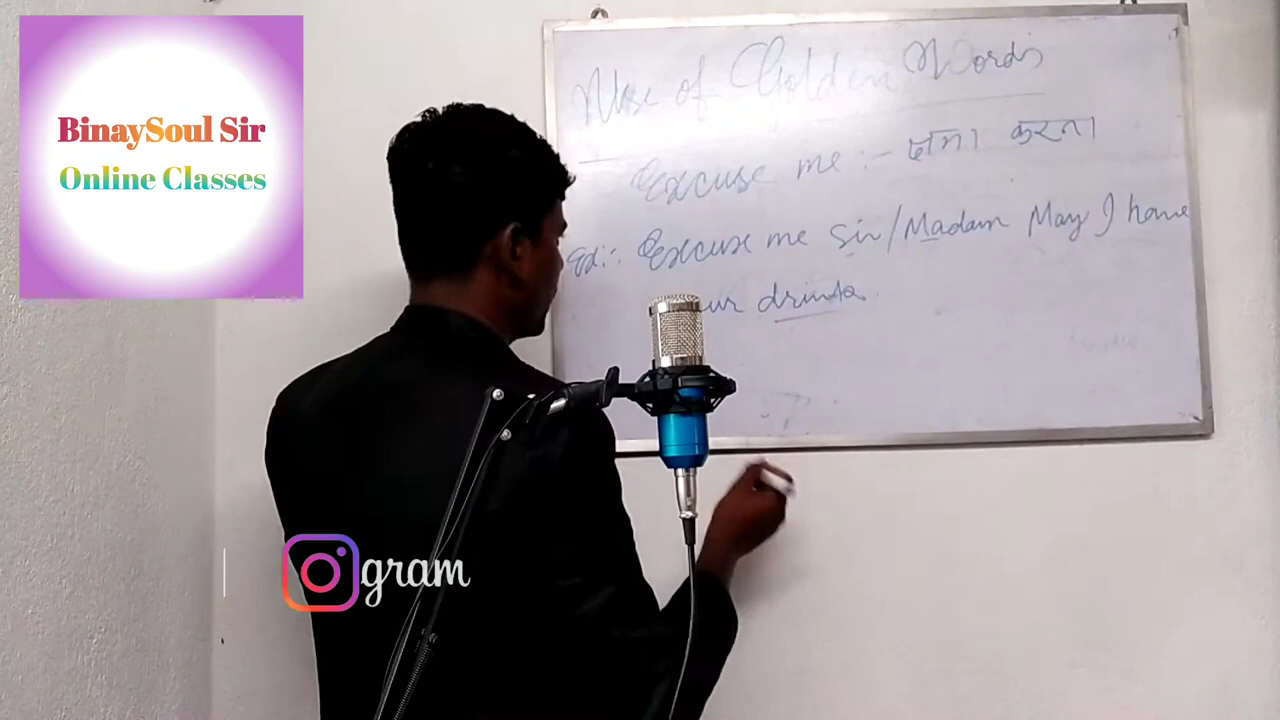 BinaySoul Sir
Online Classes
Use of Golden Words
Excuse me :- क्षमा करना
Ex:- Excuse me Sir/Madam May I have
drinks.
gram